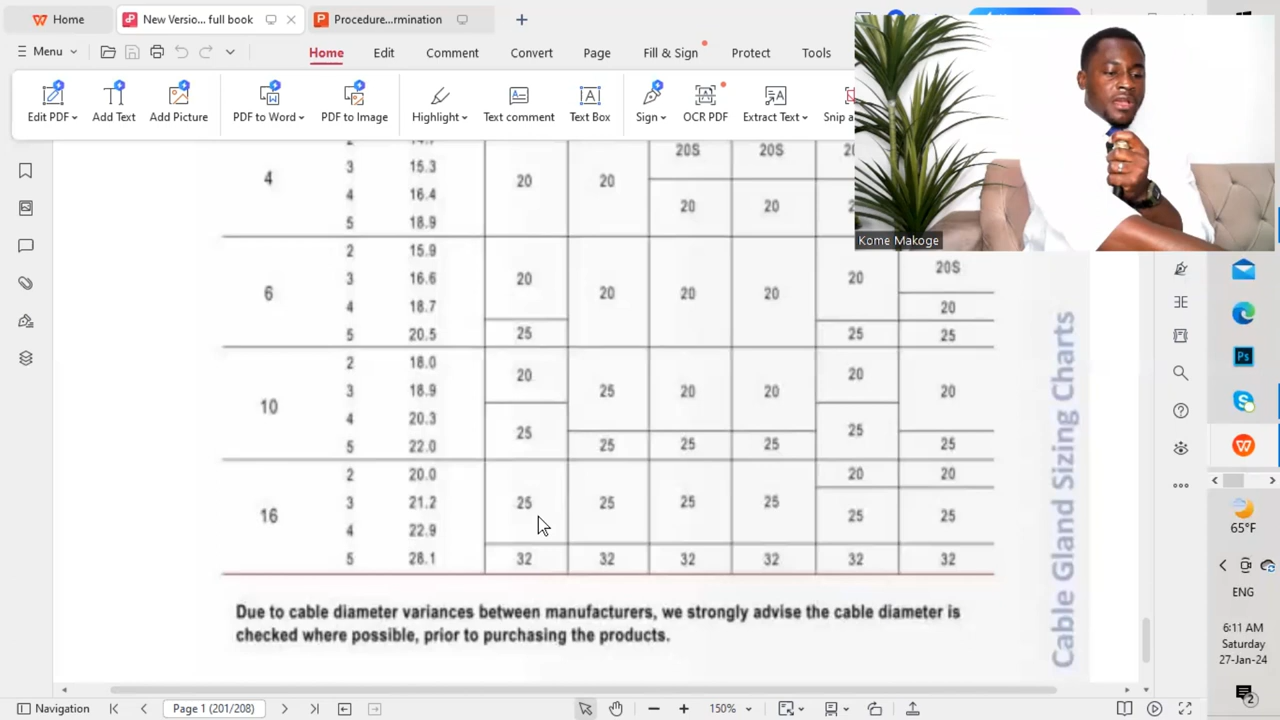 Home New Versio... full book Procedure...rmination
Menu Home Edit Comment Convert Page Fill & Sign Protect Tools
Edit PDF Add Text Add Picture PDF to Word PDF to Image Highlight Text comment Text Box Sign OCR PDF Extract Text Snip a
20S 20S
3 15.3
4 4 16.4 20 20
5 18.9 20 20
2 15.9
6 3 16.6 20 20 20 20 20 20S
4 18.7 20
5 20.5 25 25 25
2 18.0
10 3 18.9 20 25 20 20 20 20
4 20.3 25 25
5 22.0 25 25 25 25
2 20.0 20 20
16 3 21.2 25 25 25 25 25 25
4 22.9
5 26.1 32 32 32 32 32 32
Due to cable diameter variances between manufacturers, we strongly advise the cable diameter is
checked where possible, prior to purchasing the products.
Cable Gland Sizing Charts
Kome Makoge
Ps
65°F
ENG
6:11 AM
Saturday
27-Jan-24
2
Navigation Page 1 (201/208) 150%